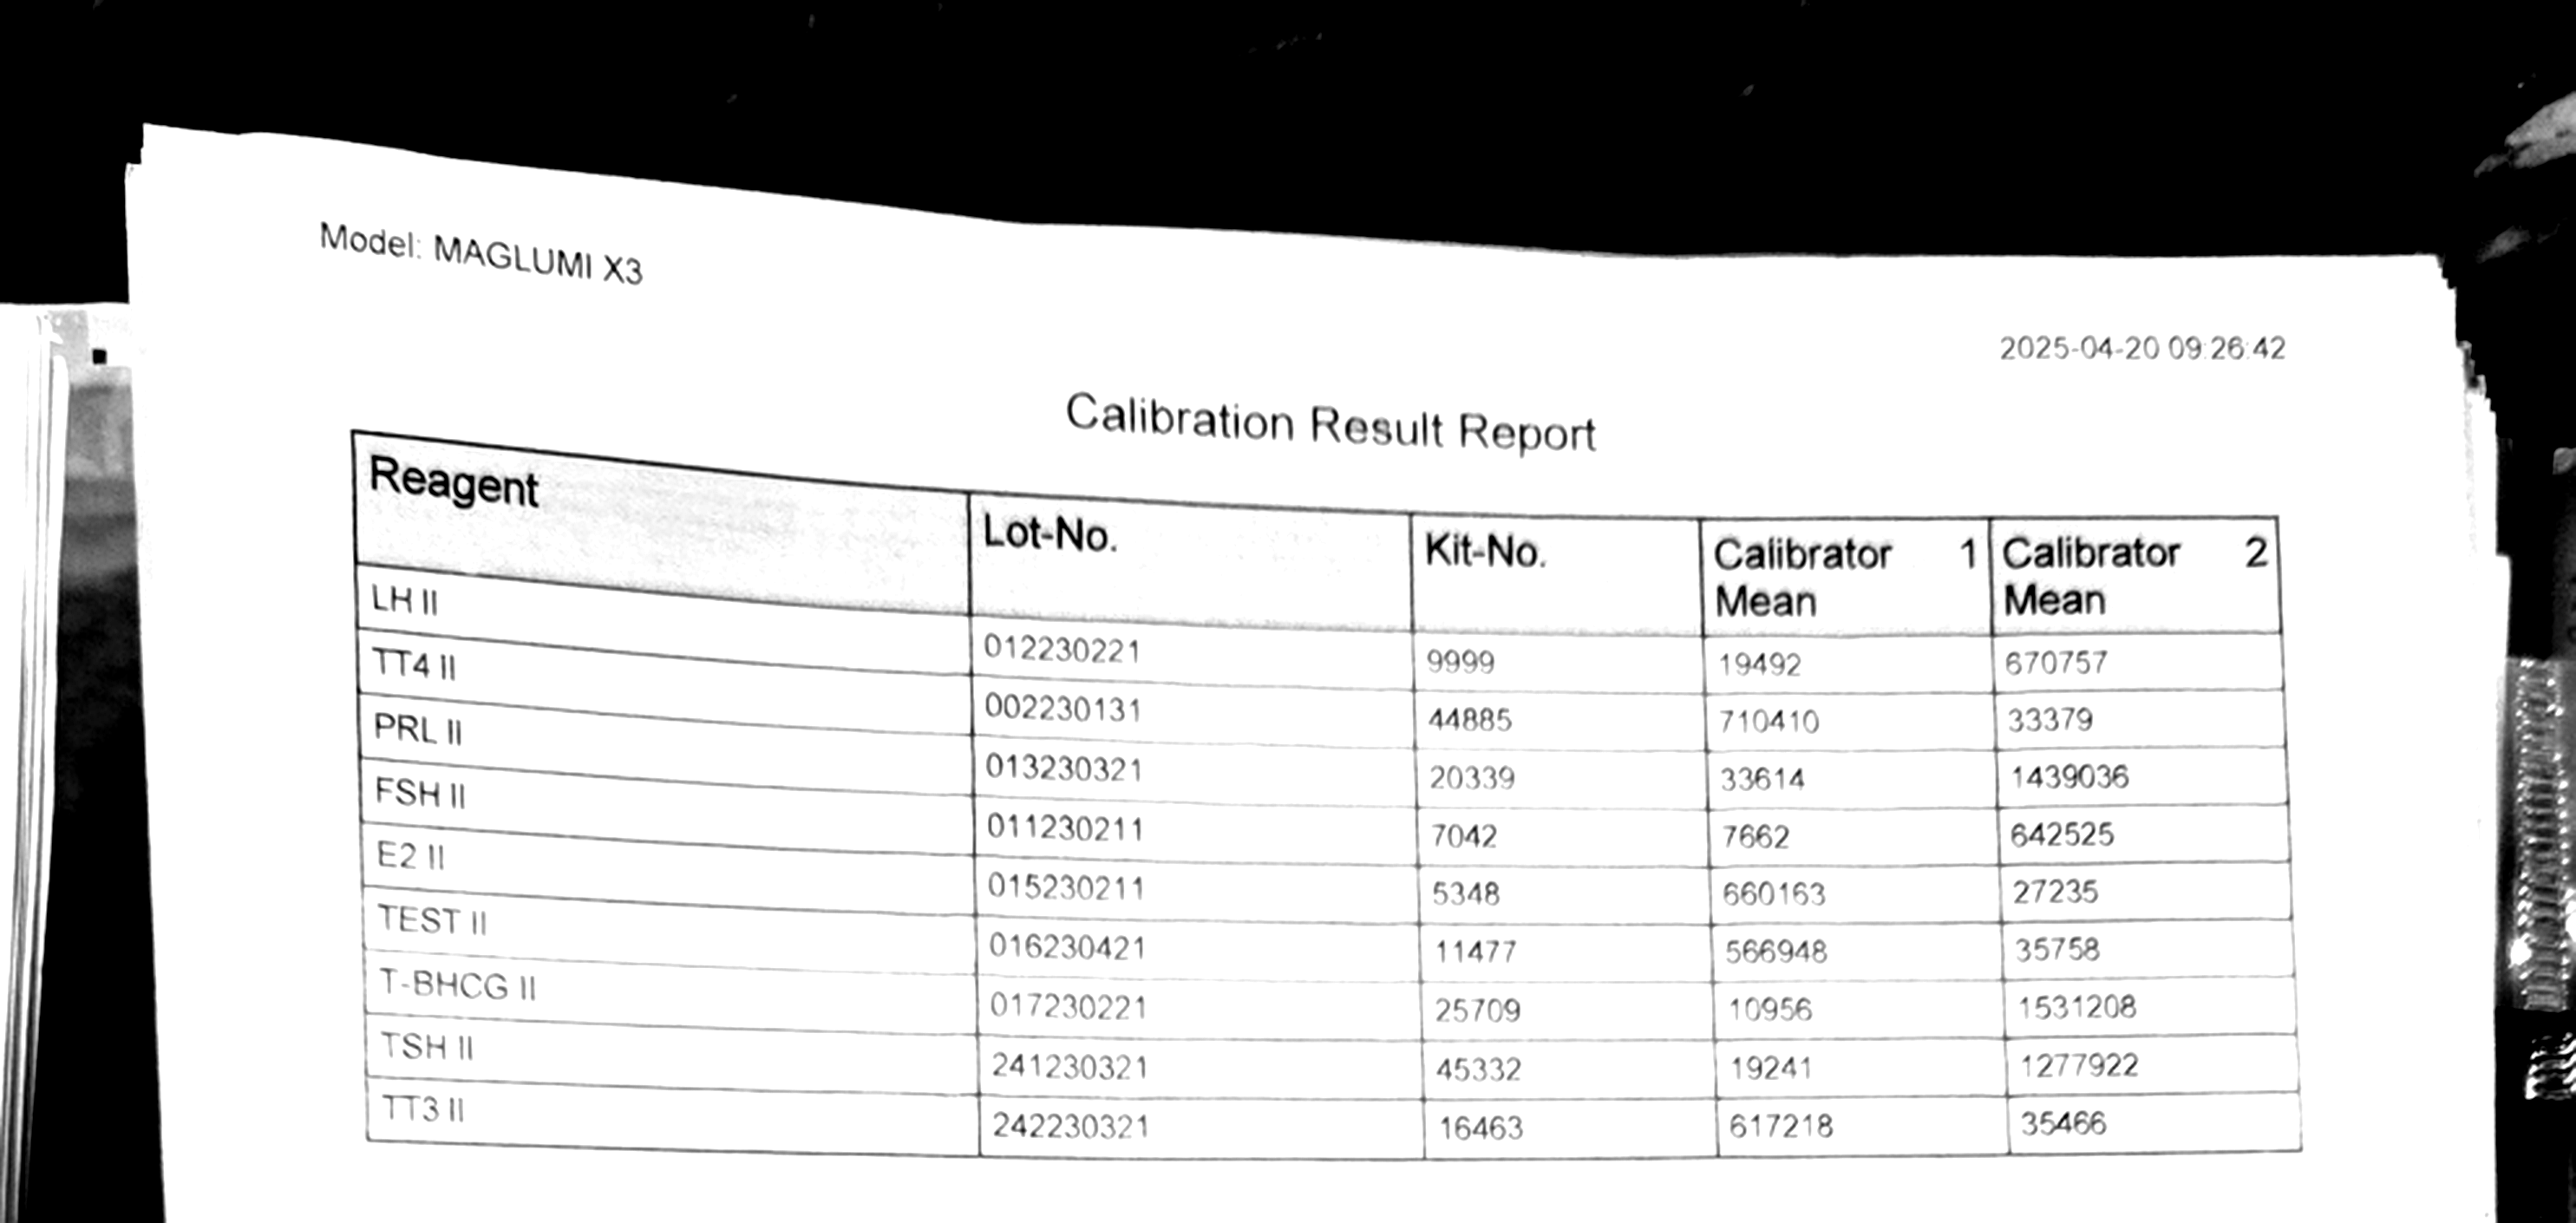 Model: MAGLUMI X3
2025-04-20 09:26:42
Calibration Result Report
Reagent Lot-No. Kit-No. Calibrator 1 Mean Calibrator 2 Mean
LH II 012230221 9999 19492 670757
TT4 II 002230131 44885 710410 33379
PRL II 013230321 20339 33614 1439036
FSH II 011230211 7042 7662 642525
E2 II 015230211 5348 660163 27235
TEST II 016230421 11477 566948 35758
T-BHCG II 017230221 25709 10956 1531208
TSH II 241230321 45332 19241 1277922
TT3 II 242230321 16463 617218 35466